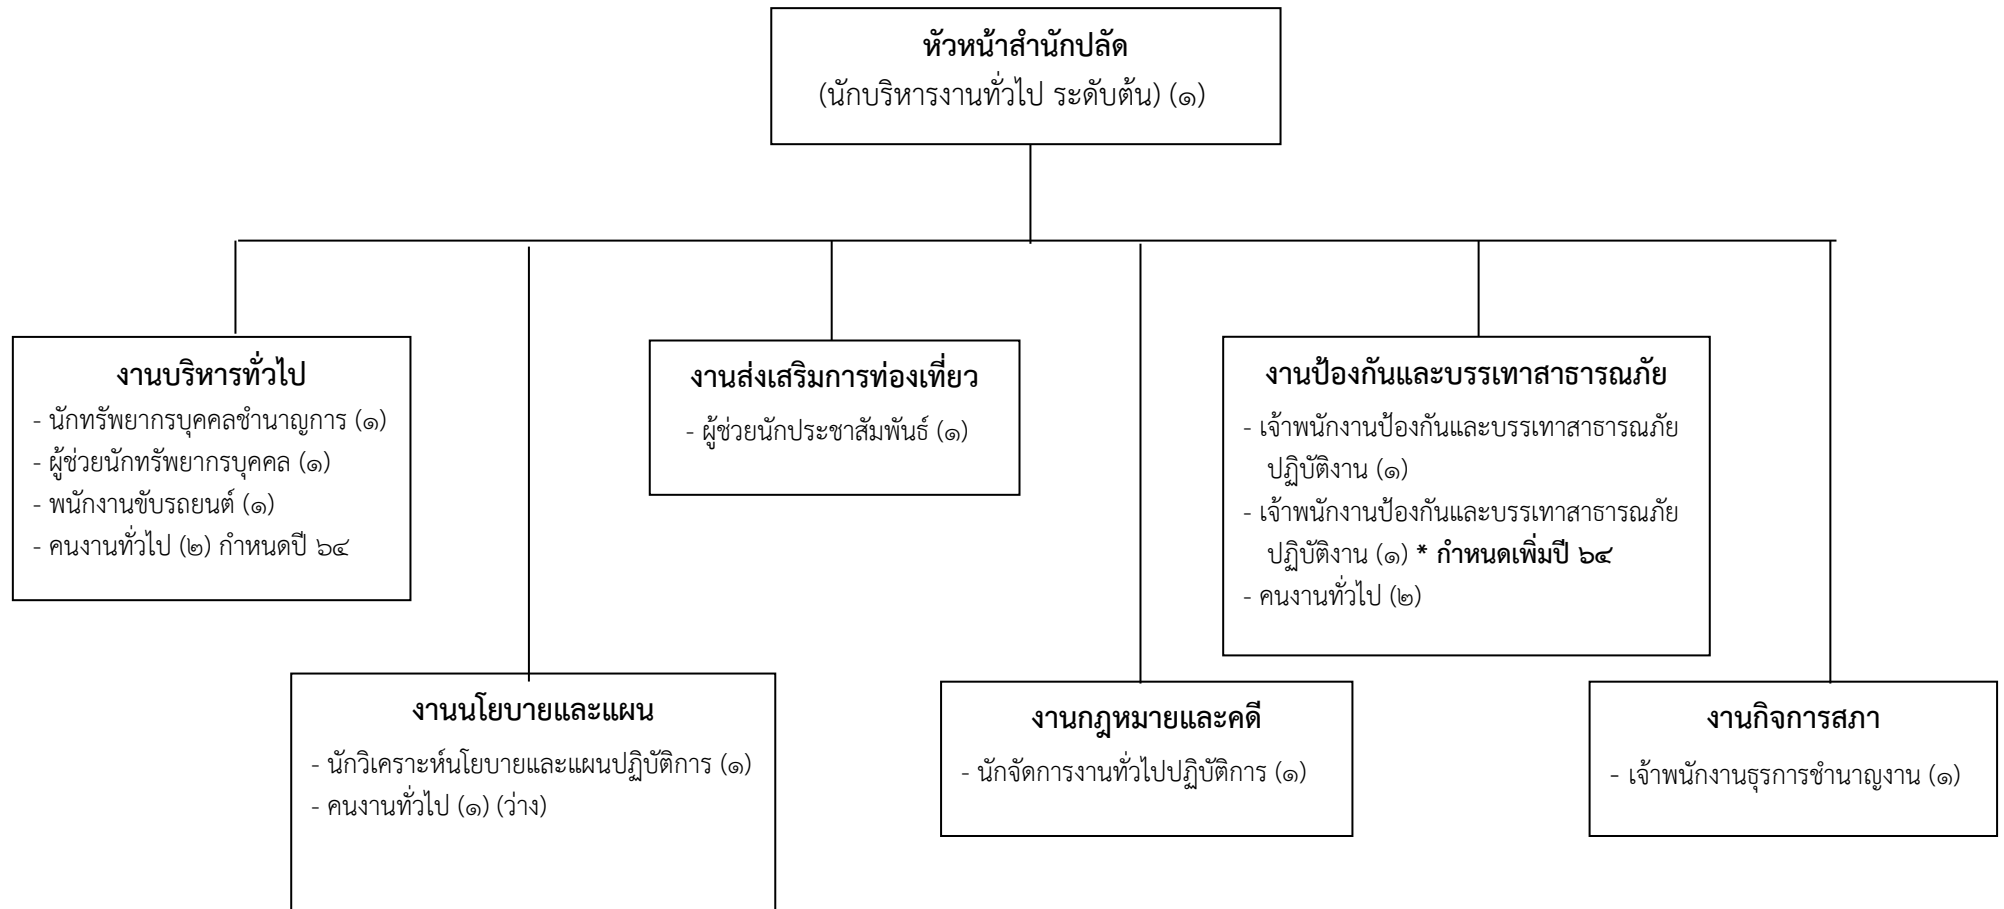 หัวหน้าสำนักปลัด
(นักบริหารงานทั่วไป ระดับต้น) (๑)
งานบริหารทั่วไป
- นักทรัพยากรบุคคลชำนาญการ (๑)
- ผู้ช่วยนักทรัพยากรบุคคล (๑)
- พนักงานขับรถยนต์ (๑)
- คนงานทั่วไป (๒) กำหนดปี ๖๔
งานส่งเสริมการท่องเที่ยว
- ผู้ช่วยนักประชาสัมพันธ์ (๑)
งานป้องกันและบรรเทาสาธารณภัย
- เจ้าพนักงานป้องกันและบรรเทาสาธารณภัย
ปฏิบัติงาน (๑)
- เจ้าพนักงานป้องกันและบรรเทาสาธารณภัย
ปฏิบัติงาน (๑) * กำหนดเพิ่มปี ๖๔
- คนงานทั่วไป (๒)
งานนโยบายและแผน
- นักวิเคราะห์นโยบายและแผนปฏิบัติการ (๑)
- คนงานทั่วไป (๑) (ว่าง)
งานกฎหมายและคดี
- นักจัดการงานทั่วไปปฏิบัติการ (๑)
งานกิจการสภา
- เจ้าพนักงานธุรการชำนาญงาน (๑)